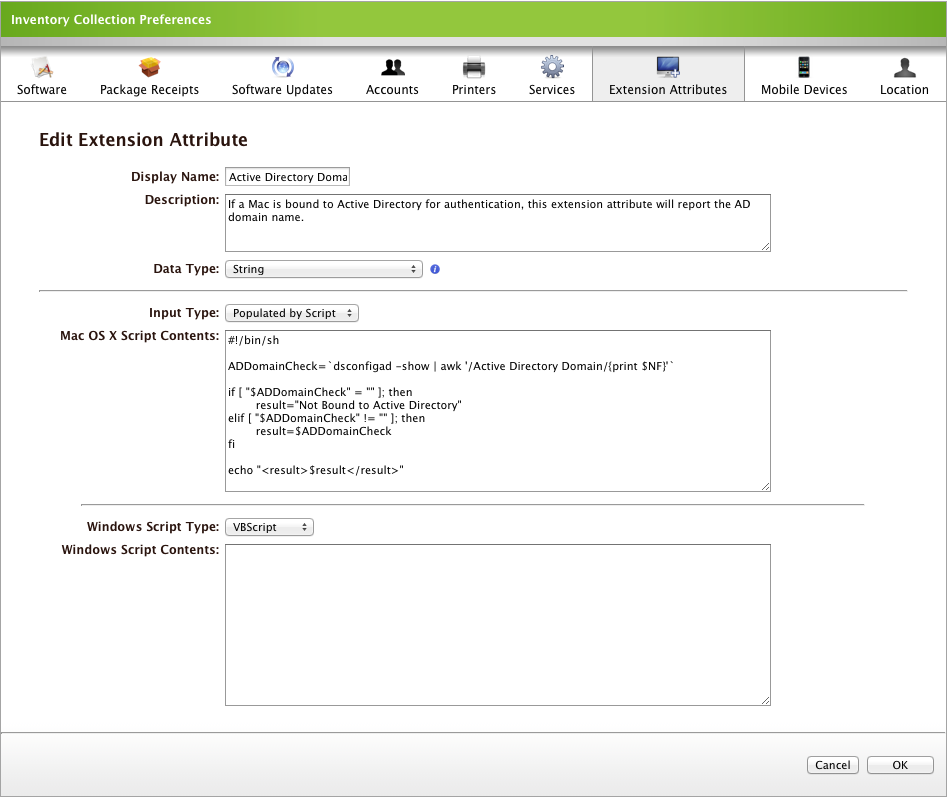 Inventory Collection Preferences
Software
Package Receipts
Software Updates
Accounts
Printers
Services
Extension Attributes
Mobile Devices
Location
Edit Extension Attribute
Display Name: Active Directory Doma
Description: If a Mac is bound to Active Directory for authentication, this extension attribute will report the AD
domain name.
Data Type: String
Input Type: Populated by Script
Mac OS X Script Contents: #!/bin/sh
ADDomainCheck=`dsconfigad -show | awk '/Active Directory Domain/{print $NF}'`
if [ "$ADDomainCheck" = "" ]; then
result="Not Bound to Active Directory"
elif [ "$ADDomainCheck" != "" ]; then
result=$ADDomainCheck
fi
echo "<result>$result</result>"
Windows Script Type: VBScript
Windows Script Contents:
Cancel
OK